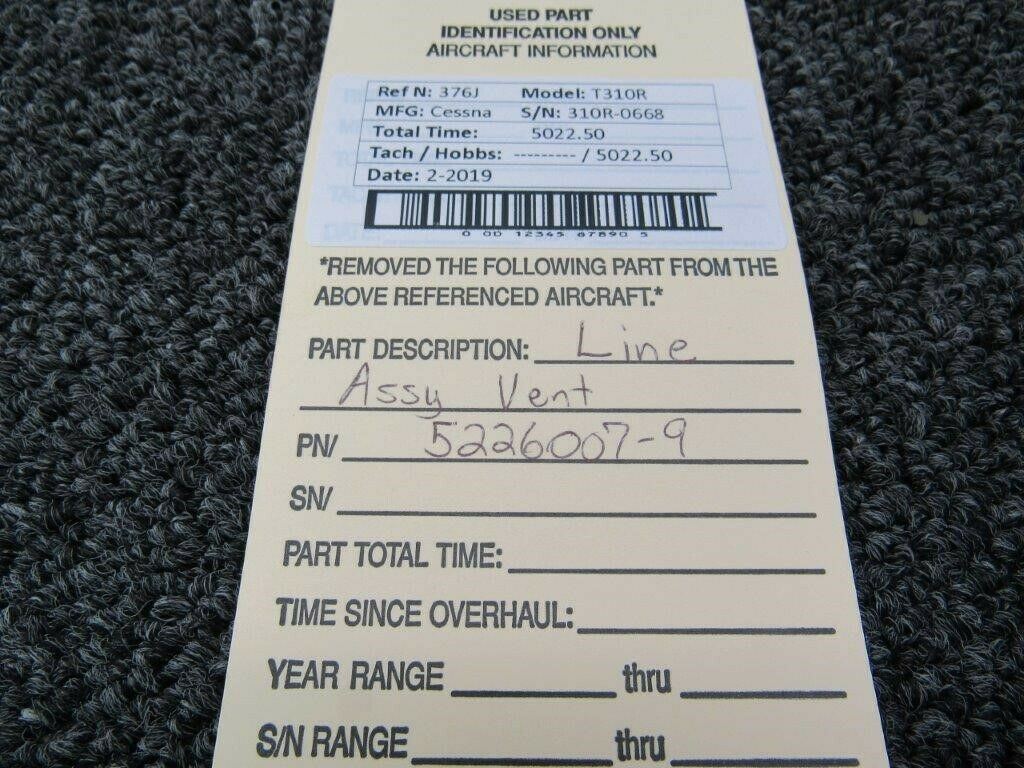 USED PART
IDENTIFICATION ONLY
AIRCRAFT INFORMATION
Ref N: 376J Model: T310R
MFG: Cessna S/N: 310R-0668
Total Time: 5022.50
Tach / Hobbs: --------- / 5022.50
Date: 2-2019
0 00 12345 67890 5
*REMOVED THE FOLLOWING PART FROM THE
ABOVE REFERENCED AIRCRAFT.*
PART DESCRIPTION: Line
Assy Vent
PN/ 5226007-9
SN/
PART TOTAL TIME:
TIME SINCE OVERHAUL:
YEAR RANGE thru
S/N RANGE thru